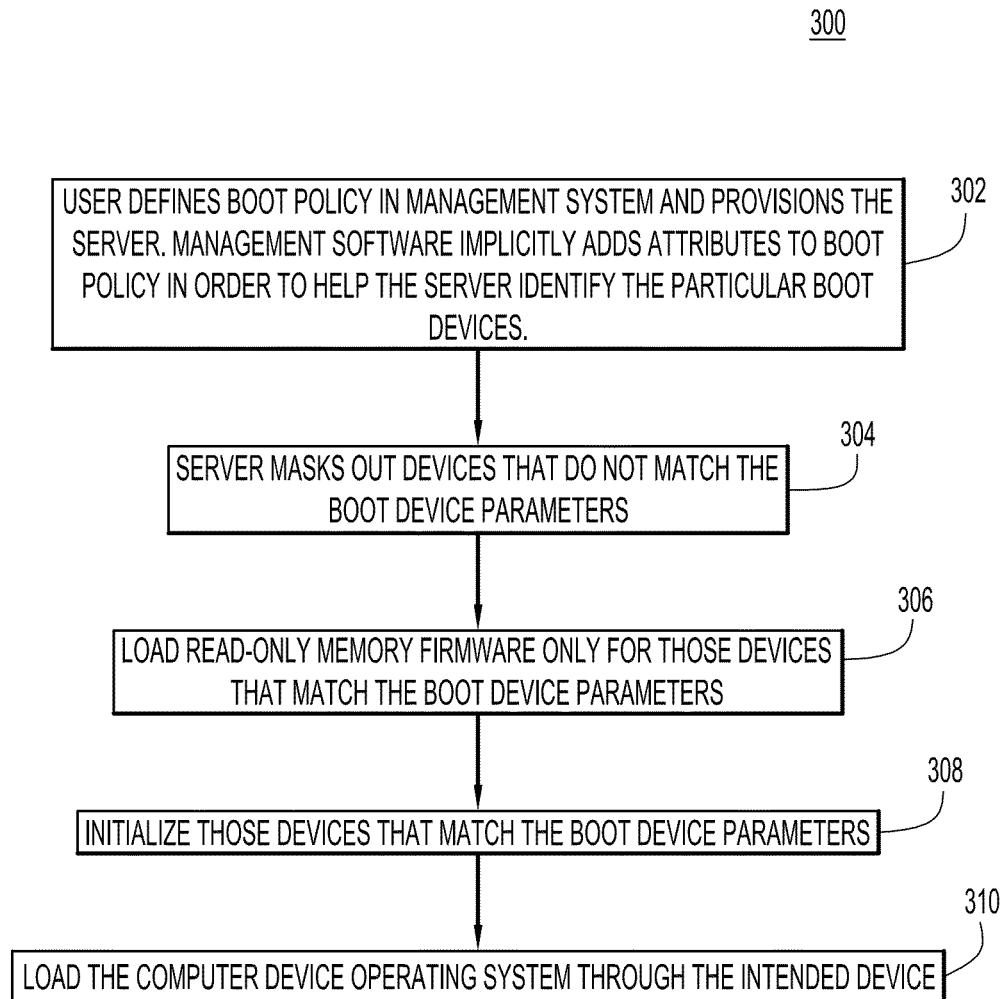 300
USER DEFINES BOOT POLICY IN MANAGEMENT SYSTEM AND PROVISIONS THE
SERVER. MANAGEMENT SOFTWARE IMPLICITLY ADDS ATTRIBUTES TO BOOT
POLICY IN ORDER TO HELP THE SERVER IDENTIFY THE PARTICULAR BOOT
DEVICES.
302
SERVER MASKS OUT DEVICES THAT DO NOT MATCH THE
BOOT DEVICE PARAMETERS
304
LOAD READ-ONLY MEMORY FIRMWARE ONLY FOR THOSE DEVICES
THAT MATCH THE BOOT DEVICE PARAMETERS
306
INITIALIZE THOSE DEVICES THAT MATCH THE BOOT DEVICE PARAMETERS
308
LOAD THE COMPUTER DEVICE OPERATING SYSTEM THROUGH THE INTENDED DEVICE
310